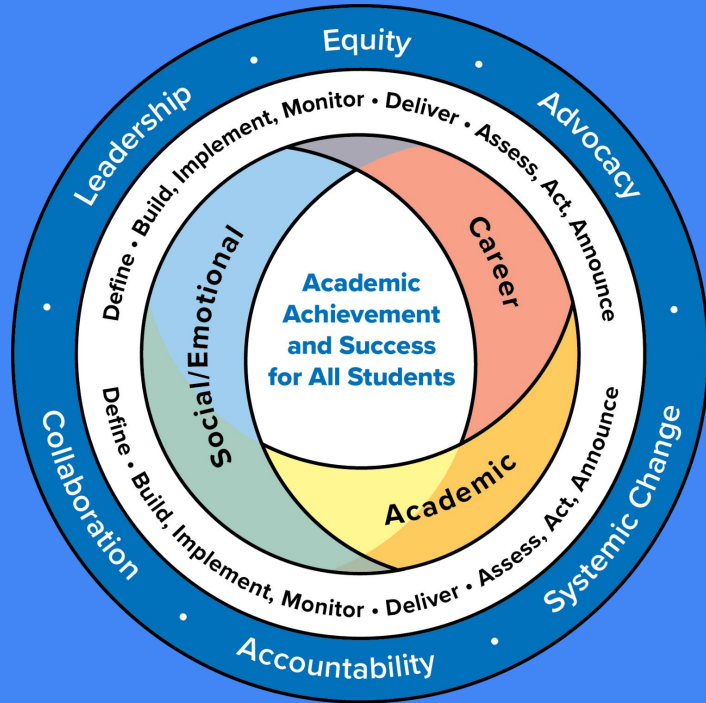 Equity
Advocacy
Systemic Change
Accountability
Collaboration
Leadership
Define • Build, Implement, Monitor • Deliver • Assess, Act, Announce
Social/Emotional
Career
Academic
Academic
Achievement
and Success
for All Students
Define • Build, Implement, Monitor • Deliver • Assess, Act, Announce